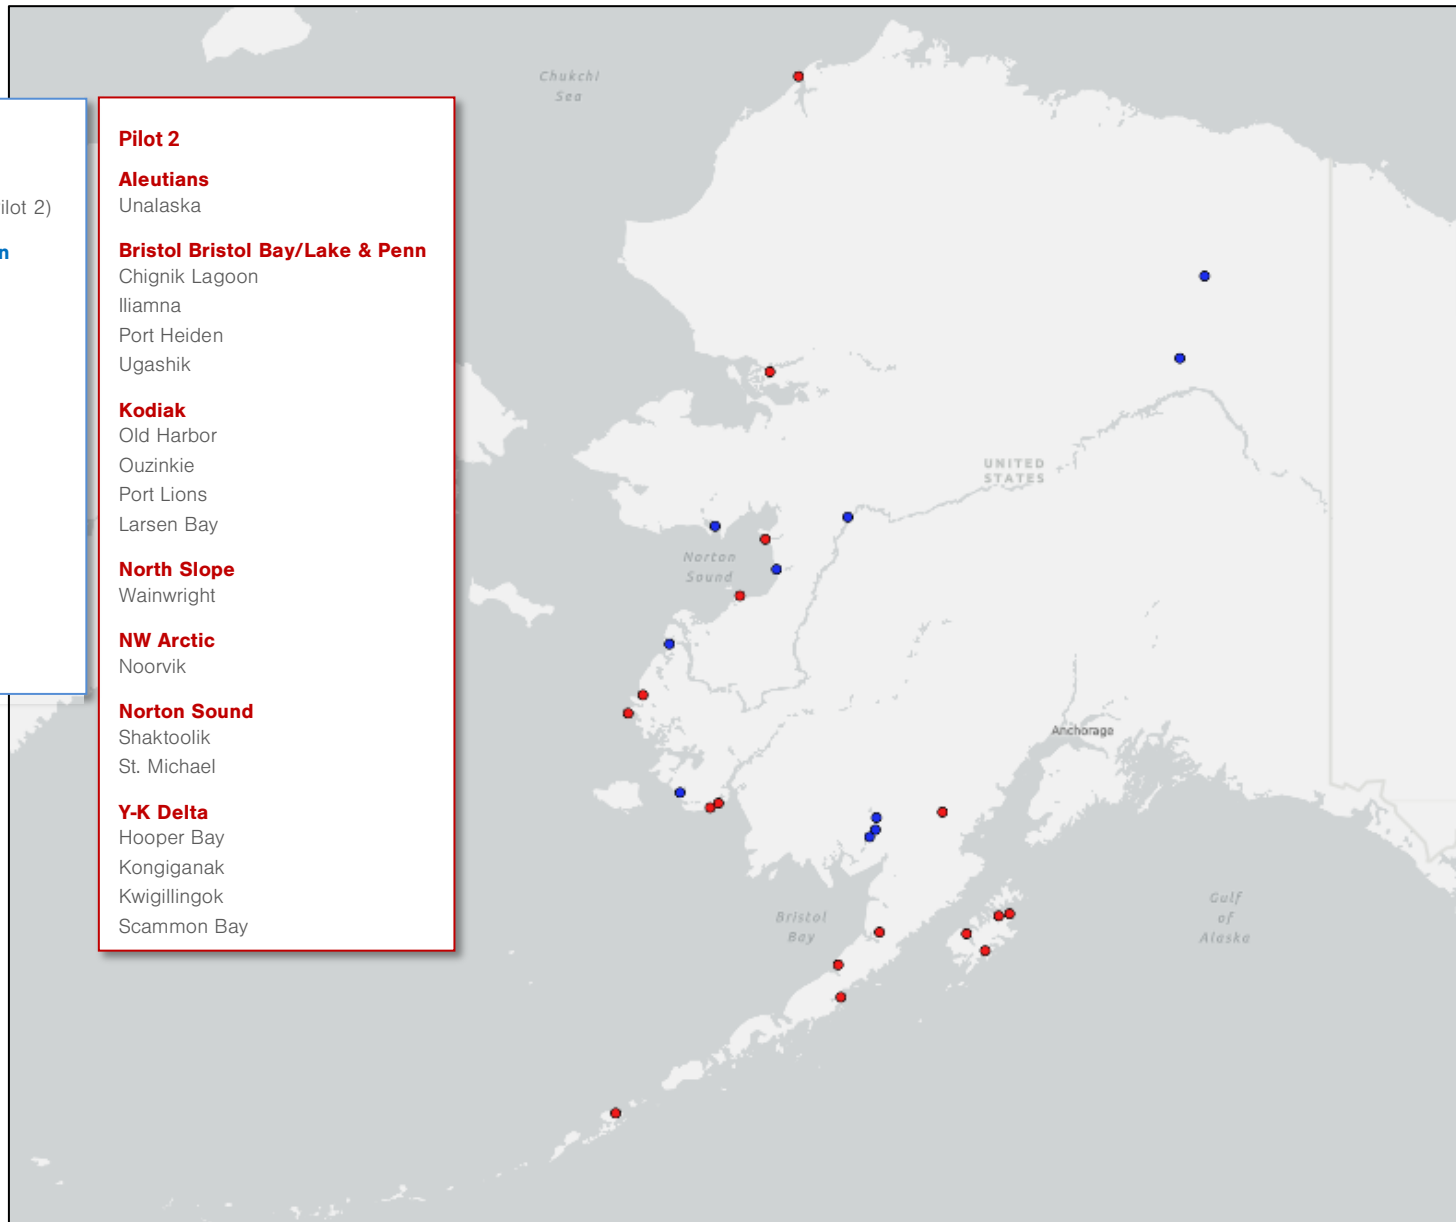 ilot 2)
n
Pilot 2
Aleutians
Unalaska
Bristol Bristol Bay/Lake & Penn
Chignik Lagoon
Iliamna
Port Heiden
Ugashik
Kodiak
Old Harbor
Ouzinkie
Port Lions
Larsen Bay
North Slope
Wainwright
NW Arctic
Noorvik
Norton Sound
Shaktoolik
St. Michael
Y-K Delta
Hooper Bay
Kongiganak
Kwigillingok
Scammon Bay
Chukchi
Sea
UNITED
STATES
Norton
Sound
Anchorage
Bristol
Bay
Gulf
of
Alaska